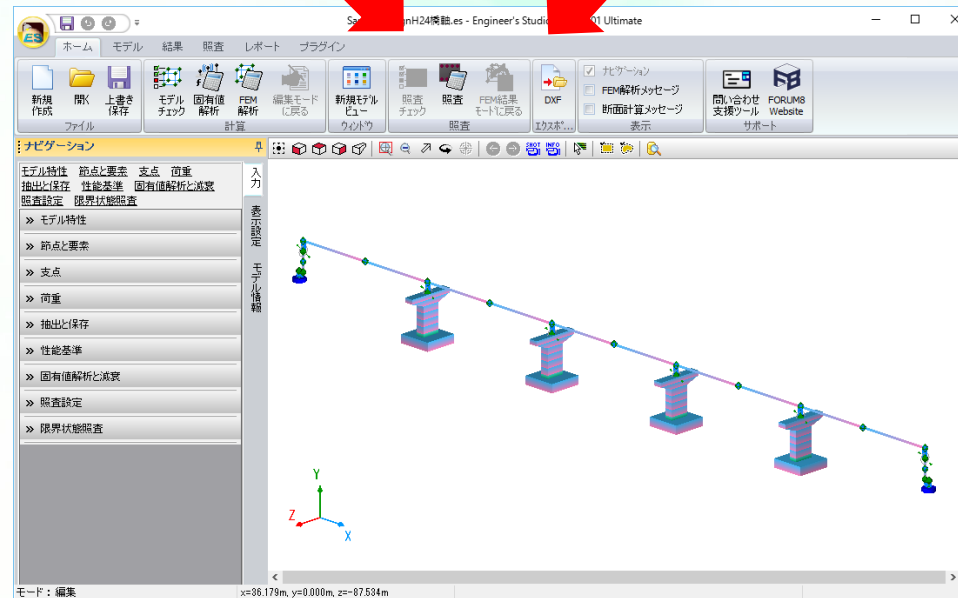 gnH24橋軸.es - Engineer's Studio
01 Ultimate
ホーム モデル 結果 照査 レポート プラグイン
新規作成
開く
上書き保存
モデルチェック
固有値解析
FEM解析
編集モードに戻る
新規モデルビュー
照査チェック
照査
FEM結果モードに戻る
DXF
ナビゲーション
FEM解析メッセージ
断面計算メッセージ
問い合わせ支援ツール
FORUM8 Website
ファイル
計算
ウィンドウ
照査
エクスポ...
表示
サポート
ナビゲーション
モデル特性 節点と要素 支点 荷重
抽出と保存 性能基準 固有値解析と減衰
照査設定 限界状態照査
» モデル特性
» 節点と要素
» 支点
» 荷重
» 抽出と保存
» 性能基準
» 固有値解析と減衰
» 照査設定
» 限界状態照査
入力
表示設定
モデル情報
Y
Z
X
モード：編集
x=36.179m, y=0.000m, z=-87.534m